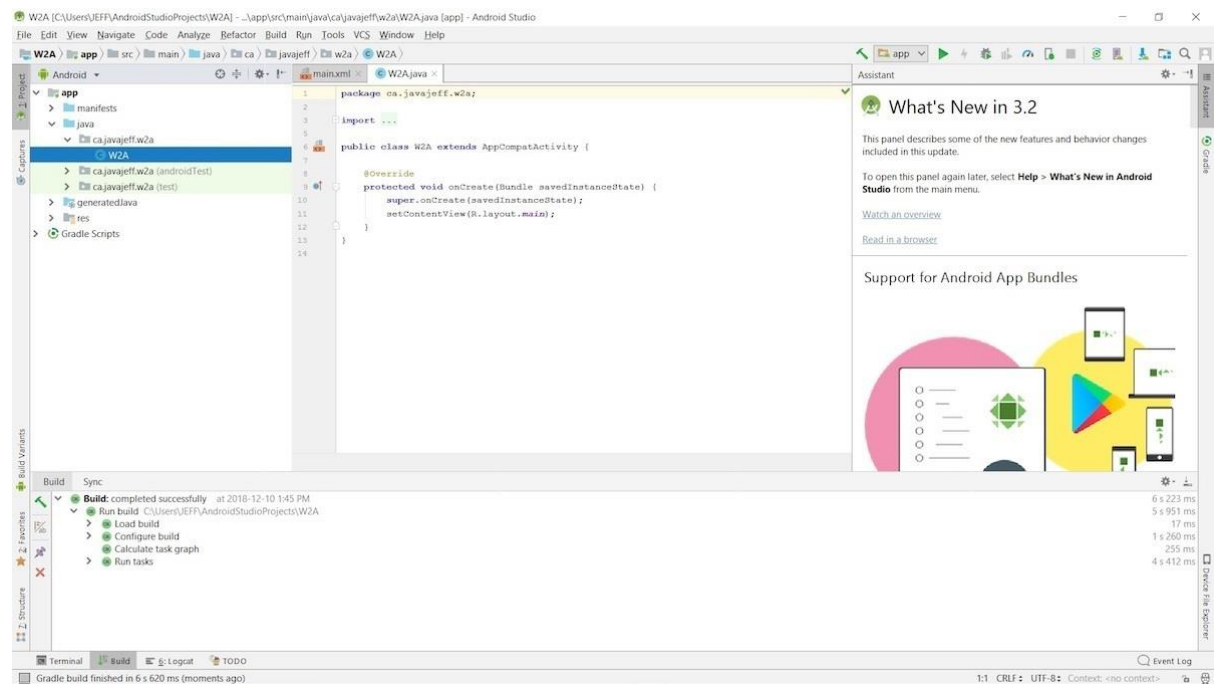 W2A [C:\Users\JEFF\AndroidStudioProjects\W2A] - ...\app\src\main\java\ca\javajeff\w2a\W2A.java [app] - Android Studio
File Edit View Navigate Code Analyze Refactor Build Run Tools VCS Window Help
W2A app src main java ca javajeff w2a W2A
app
1: Project
Captures
Build Variants
2: Favorites
Z: Structure
Android
app
manifests
java
ca.javajeff.w2a
W2A
ca.javajeff.w2a (androidTest)
ca.javajeff.w2a (test)
generatedJava
res
Gradle Scripts
main.xml W2A.java
1 package ca.javajeff.w2a;
2
3 import ...
5
6 public class W2A extends AppCompatActivity {
7
8 @Override
9 protected void onCreate(Bundle savedInstanceState) {
10 super.onCreate(savedInstanceState);
11 setContentView(R.layout.main);
12 }
13 }
14
Assistant
What's New in 3.2
This panel describes some of the new features and behavior changes
included in this update.
To open this panel again later, select Help > What's New in Android
Studio from the main menu.
Watch an overview
Read in a browser
Support for Android App Bundles
Assistant
Gradle
Device File Explorer
Build Sync
Build: completed successfully at 2018-12-10 1:45 PM 6 s 223 ms
Run build C:\Users\JEFF\AndroidStudioProjects\W2A 5 s 951 ms
Load build 17 ms
Configure build 1 s 260 ms
Calculate task graph 255 ms
Run tasks 4 s 412 ms
Terminal Build 6: Logcat TODO Event Log
Gradle build finished in 6 s 620 ms (moments ago) 1:1 CRLF UTF-8 Context: <no context>